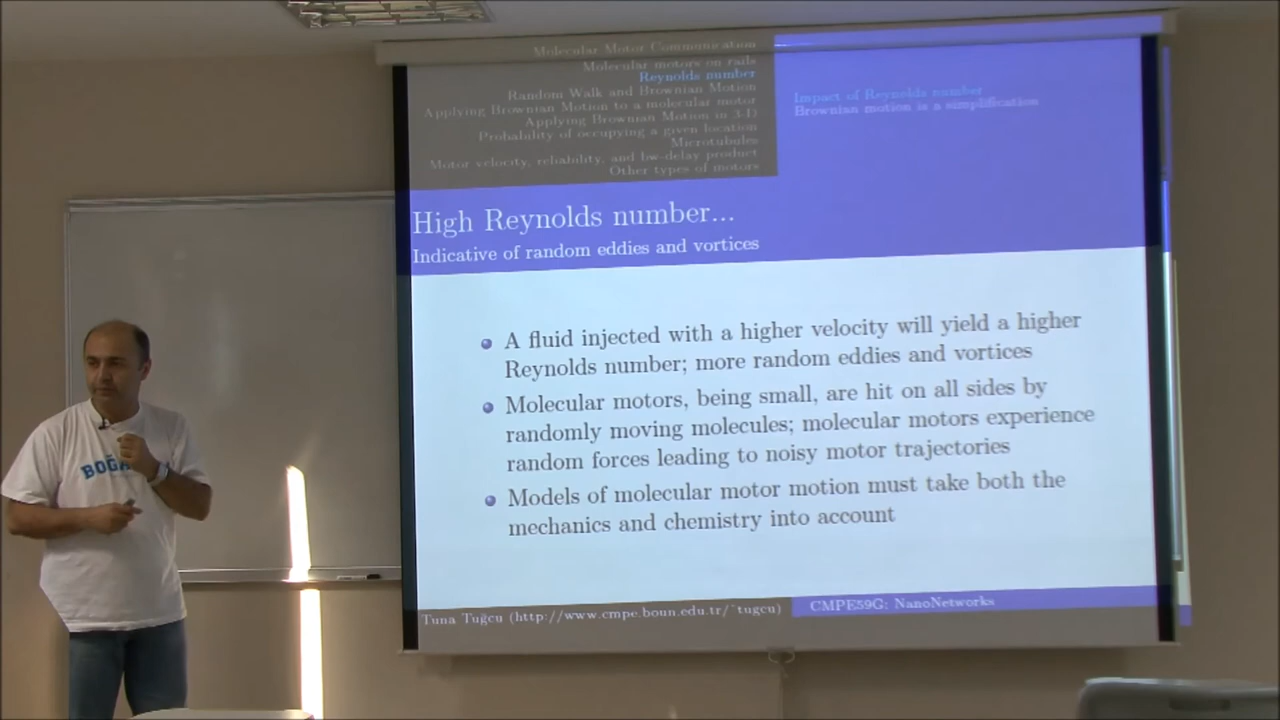 Molecular Motor Communication
Molecular motors on rails
Reynolds number
Random Walk and Brownian Motion
Applying Brownian Motion to a molecular motor
Applying Brownian Motion in 3-D
Probability of occupying a given location
Microtubules
Motor velocity, reliability, and bw-delay product
Other types of motors
Impact of Reynolds number
Brownian motion is a simplification
High Reynolds number...
Indicative of random eddies and vortices
A fluid injected with a higher velocity will yield a higher
Reynolds number; more random eddies and vortices
Molecular motors, being small, are hit on all sides by
randomly moving molecules; molecular motors experience
random forces leading to noisy motor trajectories
Models of molecular motor motion must take both the
mechanics and chemistry into account
Tuna Tuğcu (http://www.cmpe.boun.edu.tr/~tugcu)
CMPE59G: NanoNetworks
BOĞA